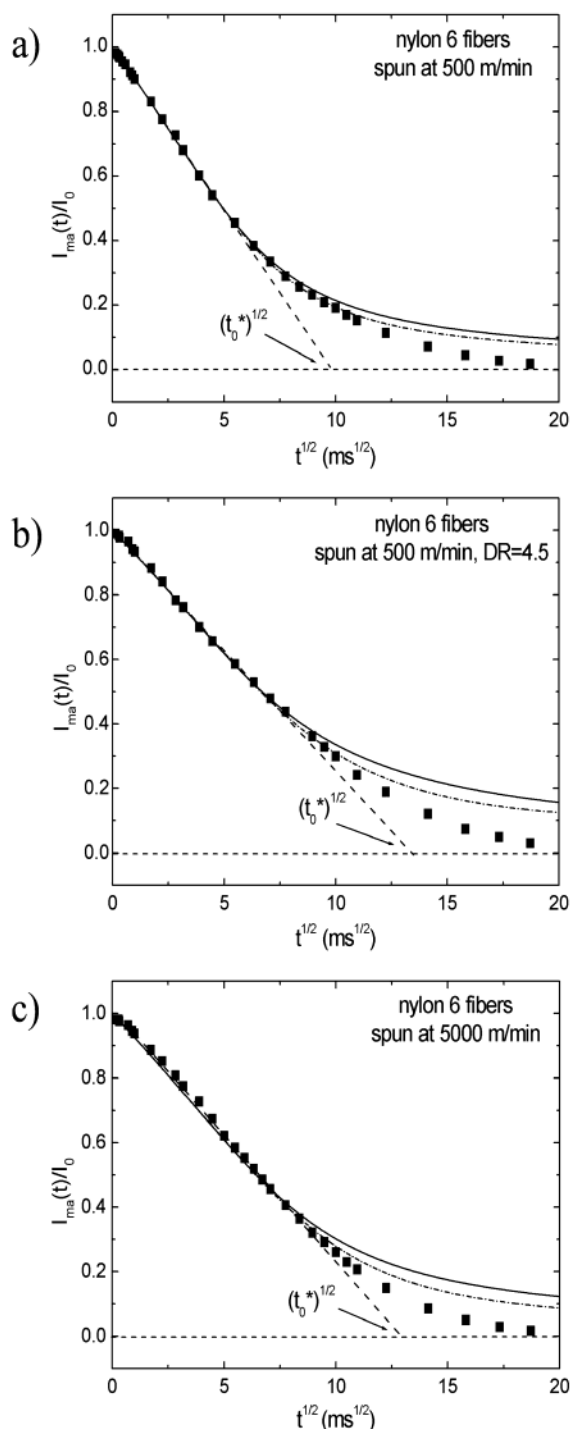 a)
nylon 6 fibers
spun at 500 m/min
I_ma(t)/I_0
1.0
0.8
0.6
0.4
0.2
0.0
(t_0*)^1/2
0 5 10 15 20
t^1/2 (ms^1/2)
b)
nylon 6 fibers
spun at 500 m/min, DR=4.5
I_ma(t)/I_0
1.0
0.8
0.6
0.4
0.2
0.0
(t_0*)^1/2
0 5 10 15 20
t^1/2 (ms^1/2)
c)
nylon 6 fibers
spun at 5000 m/min
I_ma(t)/I_0
1.0
0.8
0.6
0.4
0.2
0.0
(t_0*)^1/2
0 5 10 15 20
t^1/2 (ms^1/2)